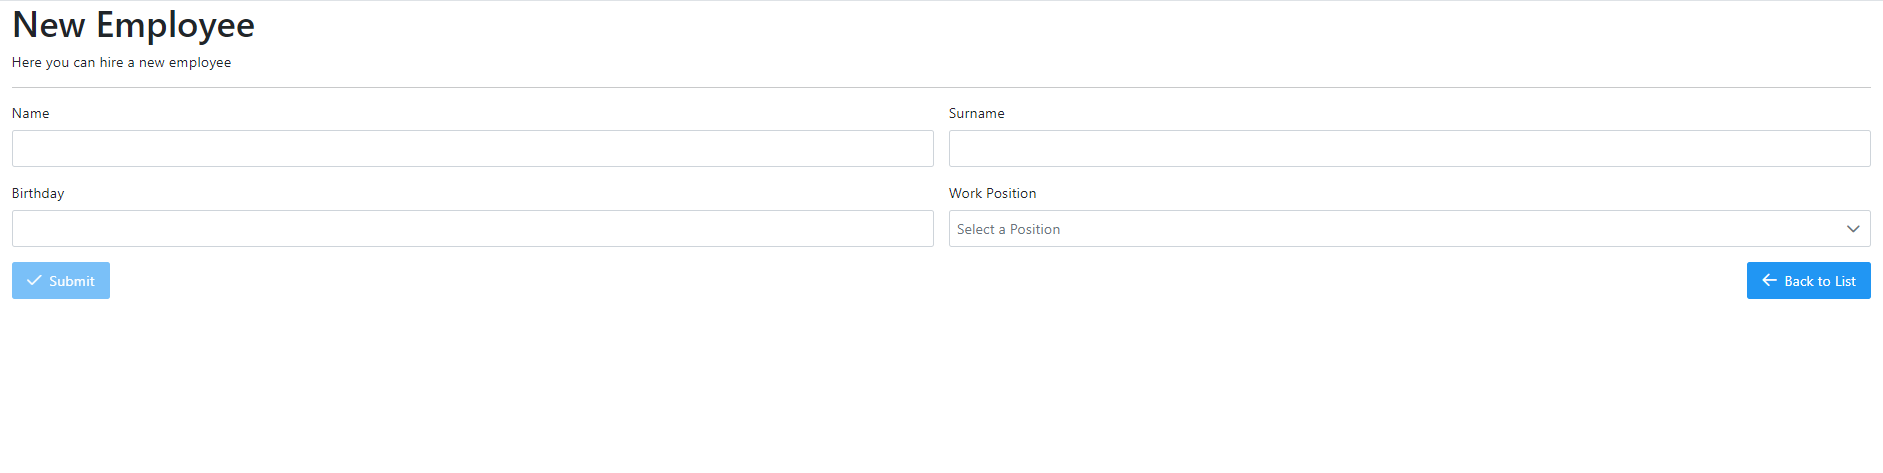 New Employee
Here you can hire a new employee
Name
Surname
Birthday
Work Position
Select a Position
Submit
Back to List